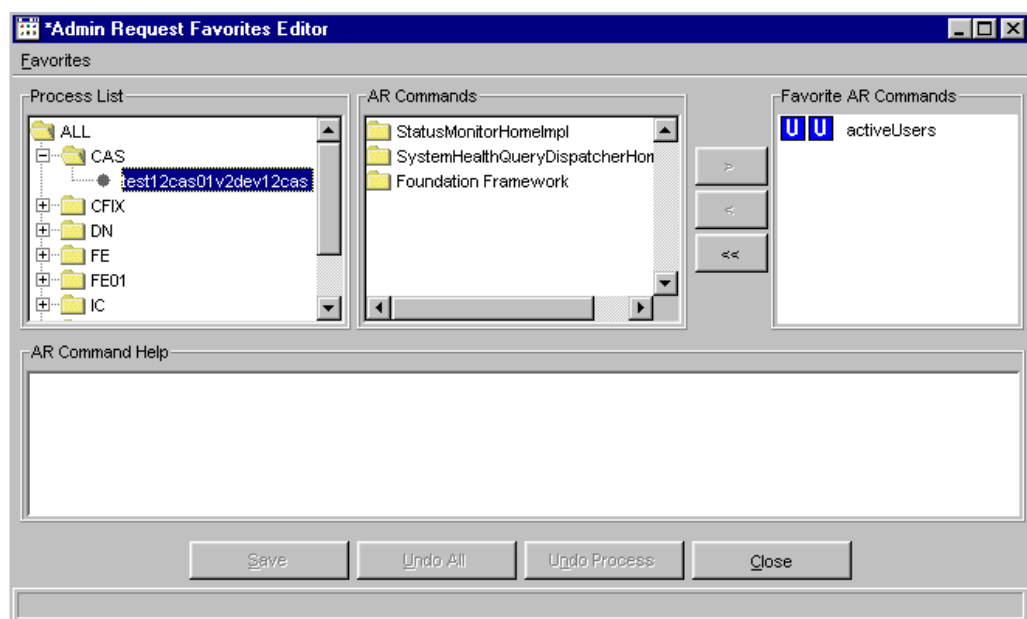 *Admin Request Favorites Editor
Favorites
Process List
ALL
CAS
test12cas01v2dev12cas
CFIX
DN
FE
FE01
IC
AR Commands
StatusMonitorHomeImpl
SystemHealthQueryDispatcherHon
Foundation Framework
>
<
<<
Favorite AR Commands
U U activeUsers
AR Command Help
Save
Undo All
Undo Process
Close